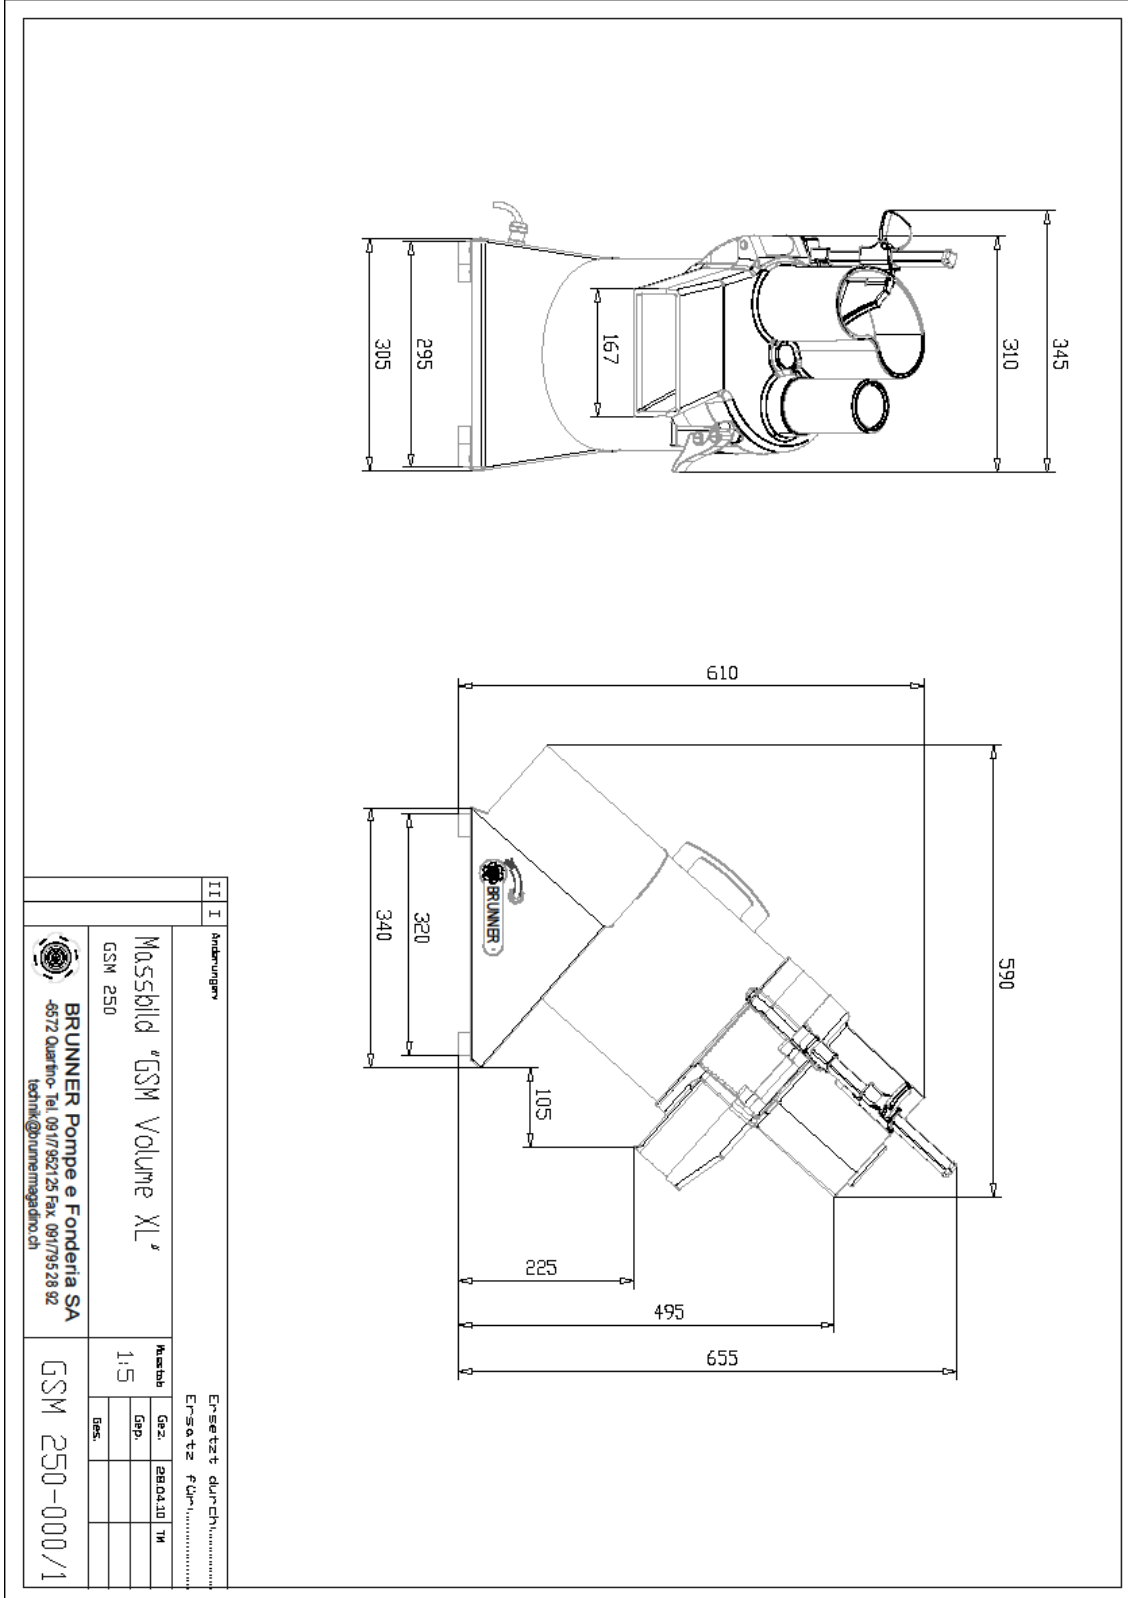 345
310
167
295
305
610
590
BRUNNER
320
340
105
225
495
655
II
I
Änderungen
Ersetzt durch:
Ersatz für:
Massbild "GSM Volume XL"
GSM 250
Massstab
1:5
Gez. 28.04.10 TM
Gep.
Ges.
BRUNNER Pompe e Fonderia SA
-6572 Quartino- Tel. 091/7952125 Fax. 091/795 28 92
technik@brunnermagadino.ch
GSM 250-000/1